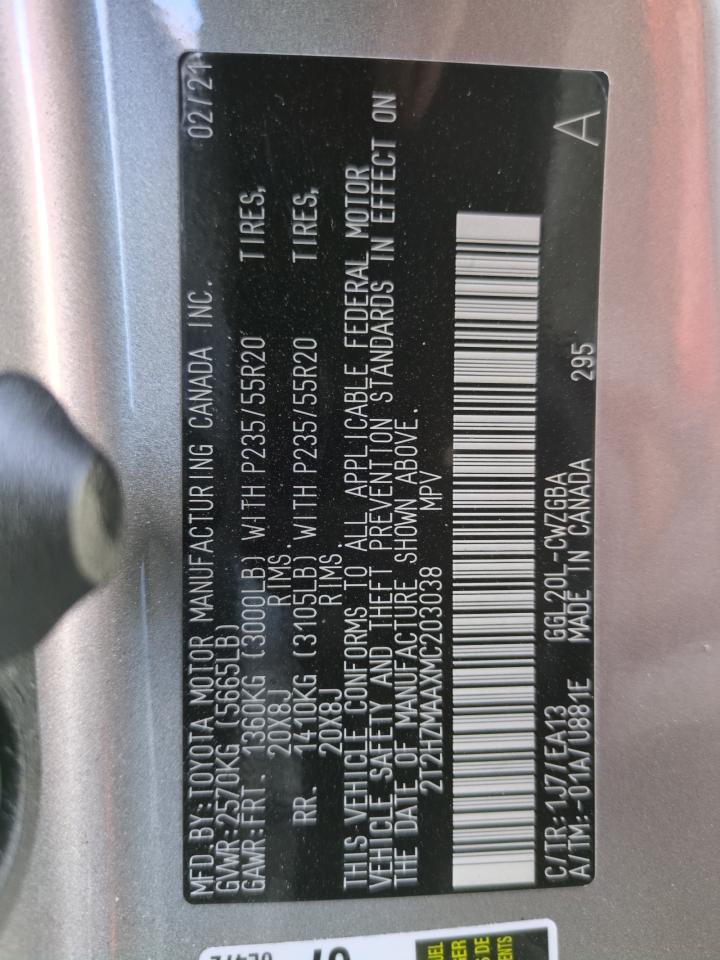 MFD.BY:TOYOTA MOTOR MANUFACTURING CANADA INC. 02/21
GVWR:2570KG (5665LB)
GAWR:FRT. 1360KG (3000LB) WITH P235/55R20 TIRES,
20X8J RIMS.
RR. 1410KG (3105LB) WITH P235/55R20 TIRES,
20X8J RIMS.
THIS VEHICLE CONFORMS TO ALL APPLICABLE FEDERAL MOTOR
VEHICLE SAFETY AND THEFT PREVENTION STANDARDS IN EFFECT ON
THE DATE OF MANUFACTURE SHOWN ABOVE.
2T2HZMAAXMC203038 MPV
C/TR:1J7/EA13 GGL20L-CWZGBA
A/TM:-01A/U881E MADE IN CANADA 295 A